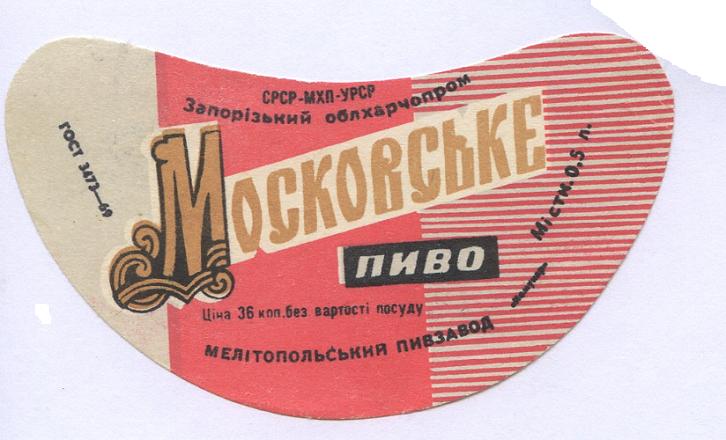 СРСР-МХП-УРСР
Запорізький облхарчопром
ГОСТ 3473—69
Московське
пиво
Містк. 0,5 л.
Ціна 36 коп. без вартості посуду
МЕЛІТОПОЛЬСЬКИЙ ПИВЗАВОД